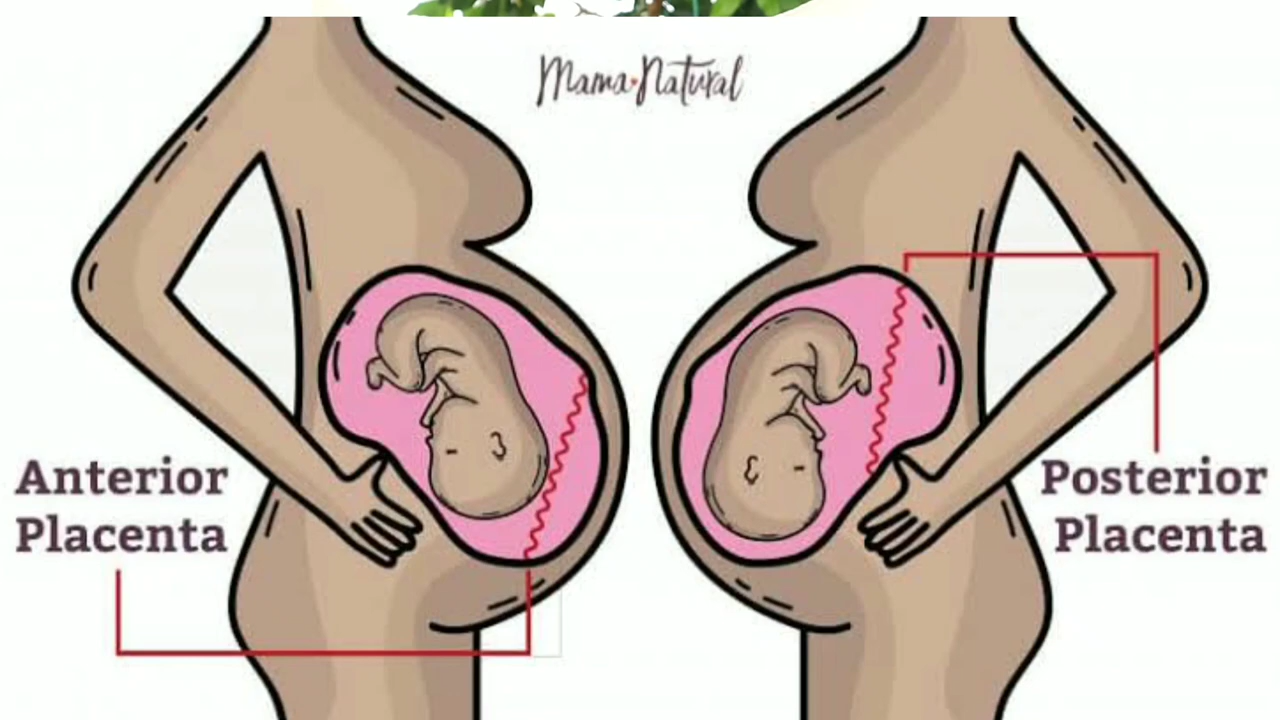 Mama Natural
Anterior
Placenta
Posterior
Placenta